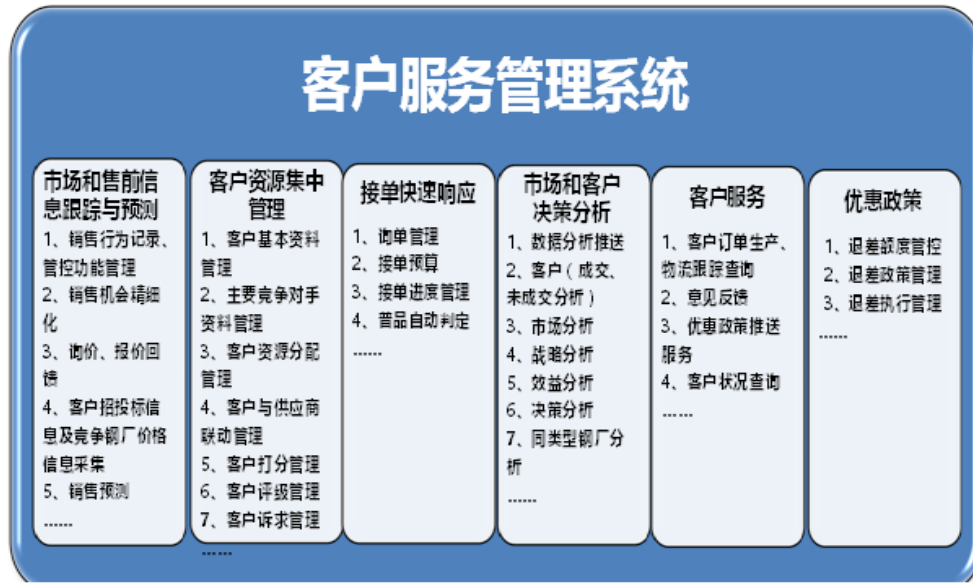 客户服务管理系统
市场和售前信
息跟踪与预测
1、销售行为记录、
管控功能管理
2、销售机会精细
化
3、询价、报价回
馈
4、客户招投标信
息及竞争钢厂价格
信息采集
5、销售预测
……
客户资源集中
管理
1、客户基本资料
管理
2、主要竞争对手
资料管理
3、客户资源分配
管理
4、客户与供应商
联动管理
5、客户打分管理
6、客户评级管理
7、客户诉求管理
……
接单快速响应
1、询单管理
2、接单预算
3、接单进度管理
4、普品自动判定
……
市场和客户
决策分析
1、数据分析推送
2、客户（成交、
未成交分析）
3、市场分析
4、战略分析
5、效益分析
6、决策分析
7、同类型钢厂分
析
……
客户服务
1、客户订单生产、
物流跟踪查询
2、意见反馈
3、优惠政策推送
服务
4、客户状况查询
……
优惠政策
1、退差额度管控
2、退差政策管理
3、退差执行管理
……